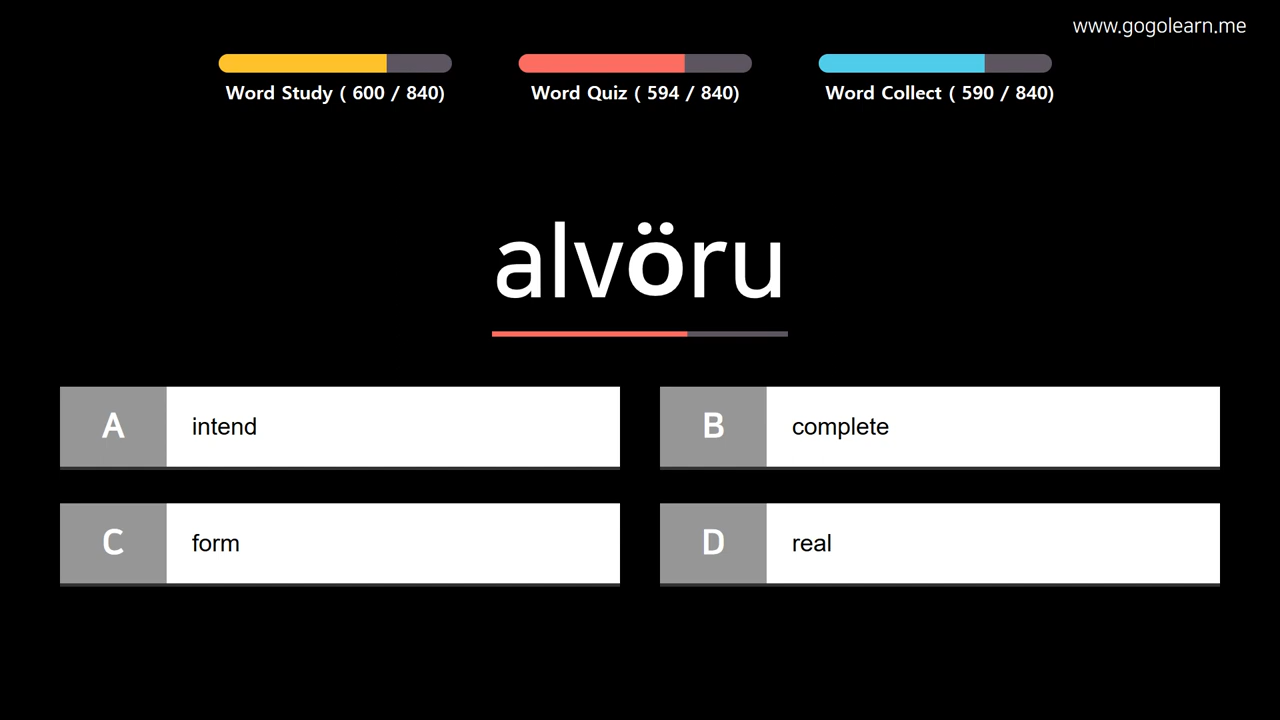 www.gogolearn.me
Word Study ( 600 / 840)
Word Quiz ( 594 / 840)
Word Collect ( 590 / 840)
alvöru
A intend
B complete
C form
D real